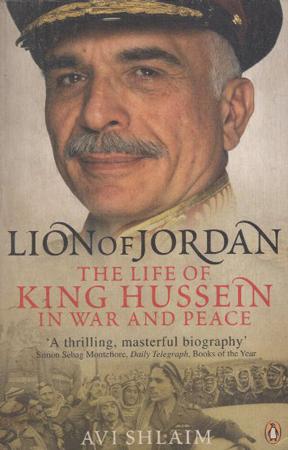 LION OF JORDAN
THE LIFE OF
KING HUSSEIN
IN WAR AND PEACE
'A thrilling, masterful biography'
Simon Sebag Montefiore, Daily Telegraph, Books of the Year
AVI SHLAIM